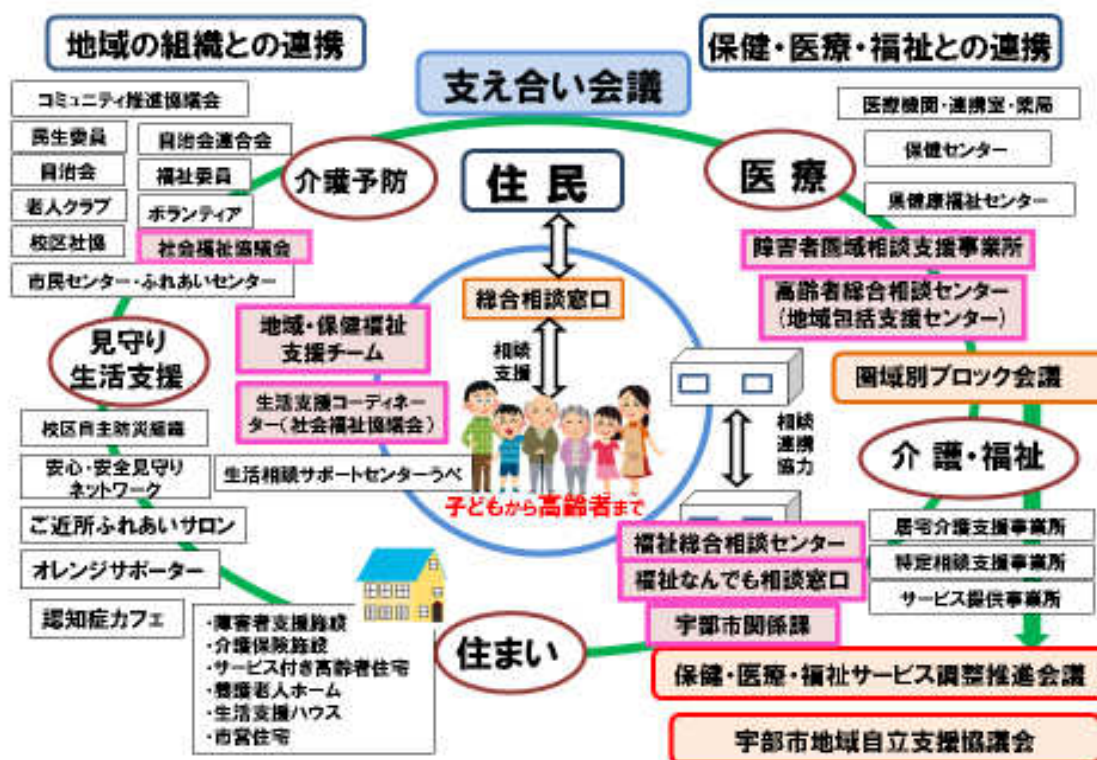 地域の組織との連携
支え合い会議
保健・医療・福祉との連携
コミュニティ推進協議会
民生委員
自治会連合会
自治会
福祉委員
老人クラブ
ボランティア
校区社協
社会福祉協議会
市民センター・ふれあいセンター
介護予防
住民
医療
医療機関・連携室・薬局
保健センター
県健康福祉センター
障害者圏域相談支援事業所
高齢者総合相談センター
(地域包括支援センター)
圏域別ブロック会議
総合相談窓口
相談
支援
地域・保健福祉
支援チーム
生活支援コーディネー
ター(社会福祉協議会)
生活相談サポートセンターうべ
子どもから高齢者まで
相談
連携
協力
見守り
生活支援
校区自主防災組織
安心・安全見守り
ネットワーク
ご近所ふれあいサロン
オレンジサポーター
認知症カフェ
介護・福祉
居宅介護支援事業所
特定相談支援事業所
サービス提供事業所
福祉総合相談センター
福祉なんでも相談窓口
宇部市関係課
住まい
・障害者支援施設
・介護保険施設
・サービス付き高齢者住宅
・養護老人ホーム
・生活支援ハウス
・市営住宅
保健・医療・福祉サービス調整推進会議
宇部市地域自立支援協議会